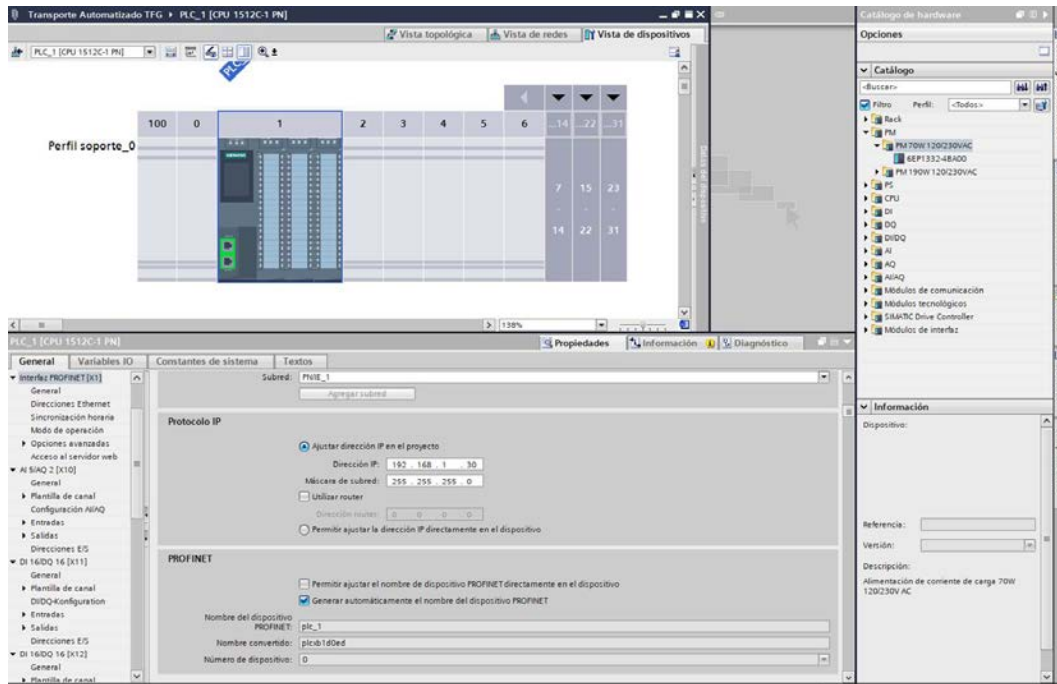 Transporte Automatizado TFG ▸ PLC_1 [CPU 1512C-1 PN]
Catálogo de hardware
Vista topológica
Vista de redes
Vista de dispositivos
Opciones
PLC_1 [CPU 1512C-1 PN]
Catálogo
<Buscar>
Filtro Perfil: <Todos>
Rack
PM
PM 70W 120/230VAC
6EP1332-4BA00
PM 190W 120/230VAC
PS
CPU
DI
DQ
DI/DQ
AI
AQ
AI/AQ
Módulos de comunicación
Módulos tecnológicos
SIMATIC Drive Controller
Módulos de interfaz
100 0 1 2 3 4 5 6 ...14 ...22 ...31
Perfil soporte_0
SIEMENS
7 15 23
14 22 31
138%
PLC_1 [CPU 1512C-1 PN]
Propiedades
Información
Diagnóstico
General
Variables IO
Constantes de sistema
Textos
Interfaz PROFINET [X1]
General
Direcciones Ethernet
Sincronización horaria
Modo de operación
Opciones avanzadas
Acceso al servidor web
AI 5/AQ 2 [X10]
General
Plantilla de canal
Configuración AI/AQ
Entradas
Salidas
Direcciones E/S
DI 16/DQ 16 [X11]
General
Plantilla de canal
DI/DQ-Konfiguration
Entradas
Salidas
Direcciones E/S
DI 16/DQ 16 [X12]
General
Plantilla de canal
Subred: PN/IE_1
Agregar subred
Protocolo IP
Ajustar dirección IP en el proyecto
Dirección IP: 192 . 168 . 1 . 30
Máscara de subred: 255 . 255 . 255 . 0
Utilizar router
Dirección router: 0 . 0 . 0 . 0
Permitir ajustar la dirección IP directamente en el dispositivo
PROFINET
Permitir ajustar el nombre de dispositivo PROFINET directamente en el dispositivo
Generar automáticamente el nombre del dispositivo PROFINET
Nombre del dispositivo
PROFINET: plc_1
Nombre convertido: plcxb1d0ed
Número de dispositivo: 0
Información
Dispositivo:
Referencia:
Versión:
Descripción:
Alimentación de corriente de carga 70W
120/230V AC